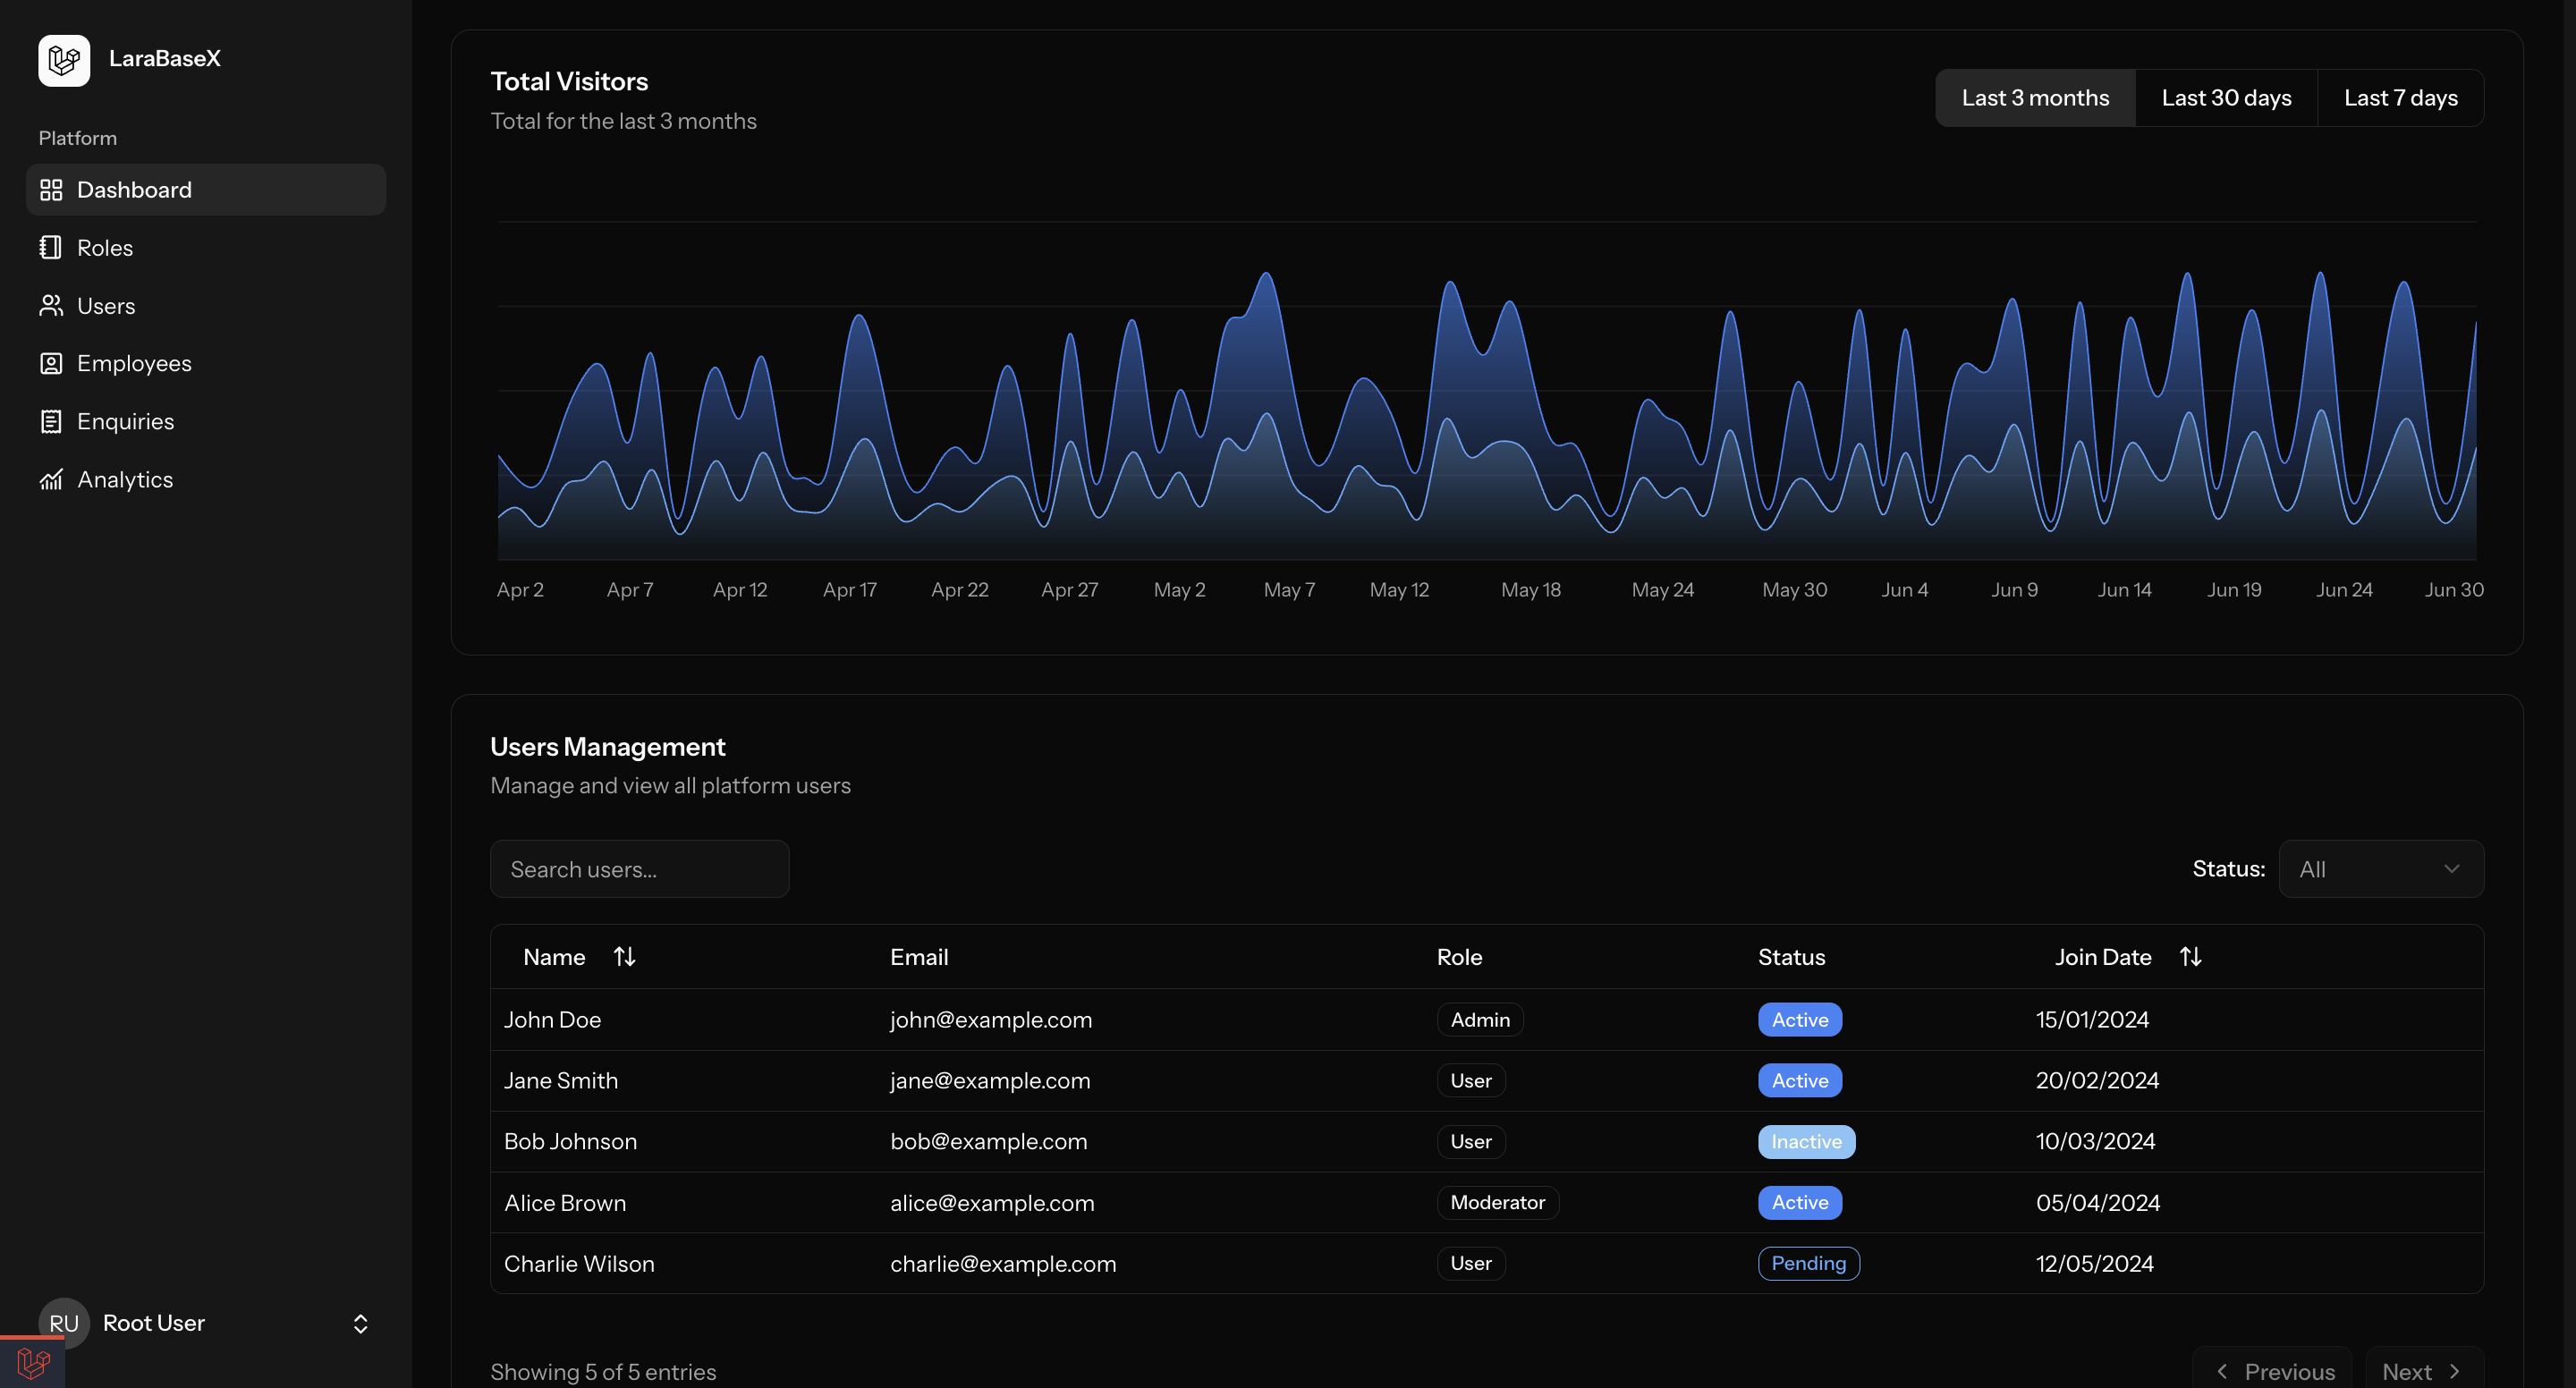 LaraBaseX
Platform
Dashboard
Roles
Users
Employees
Enquiries
Analytics
RU Root User
Total Visitors
Total for the last 3 months
Last 3 months Last 30 days Last 7 days
Apr 2 Apr 7 Apr 12 Apr 17 Apr 22 Apr 27 May 2 May 7 May 12 May 18 May 24 May 30 Jun 4 Jun 9 Jun 14 Jun 19 Jun 24 Jun 30
Users Management
Manage and view all platform users
Search users... Status: All
Name Email Role Status Join Date
John Doe john@example.com Admin Active 15/01/2024
Jane Smith jane@example.com User Active 20/02/2024
Bob Johnson bob@example.com User Inactive 10/03/2024
Alice Brown alice@example.com Moderator Active 05/04/2024
Charlie Wilson charlie@example.com User Pending 12/05/2024
Showing 5 of 5 entries Previous Next